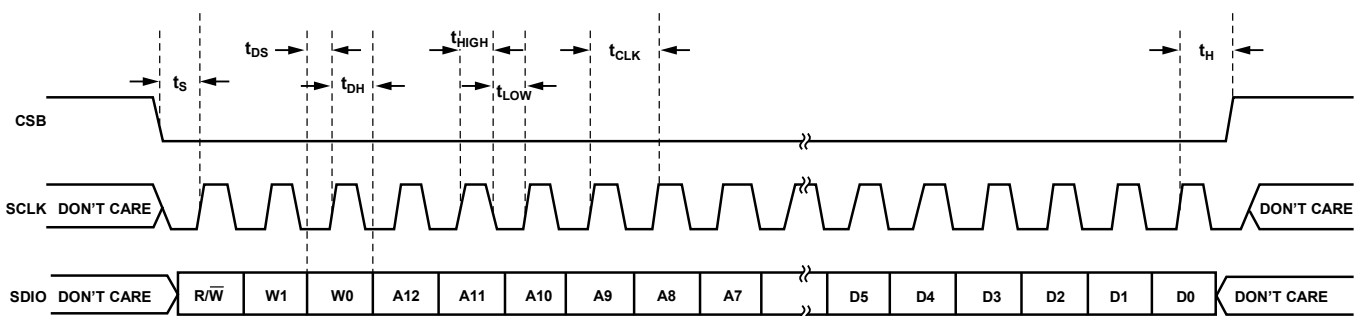 tDS
tHIGH
tCLK
tH
tS
tDH
tLOW
CSB
SCLK DON'T CARE DON'T CARE
SDIO DON'T CARE R/W̅ W1 W0 A12 A11 A10 A9 A8 A7 D5 D4 D3 D2 D1 D0 DON'T CARE